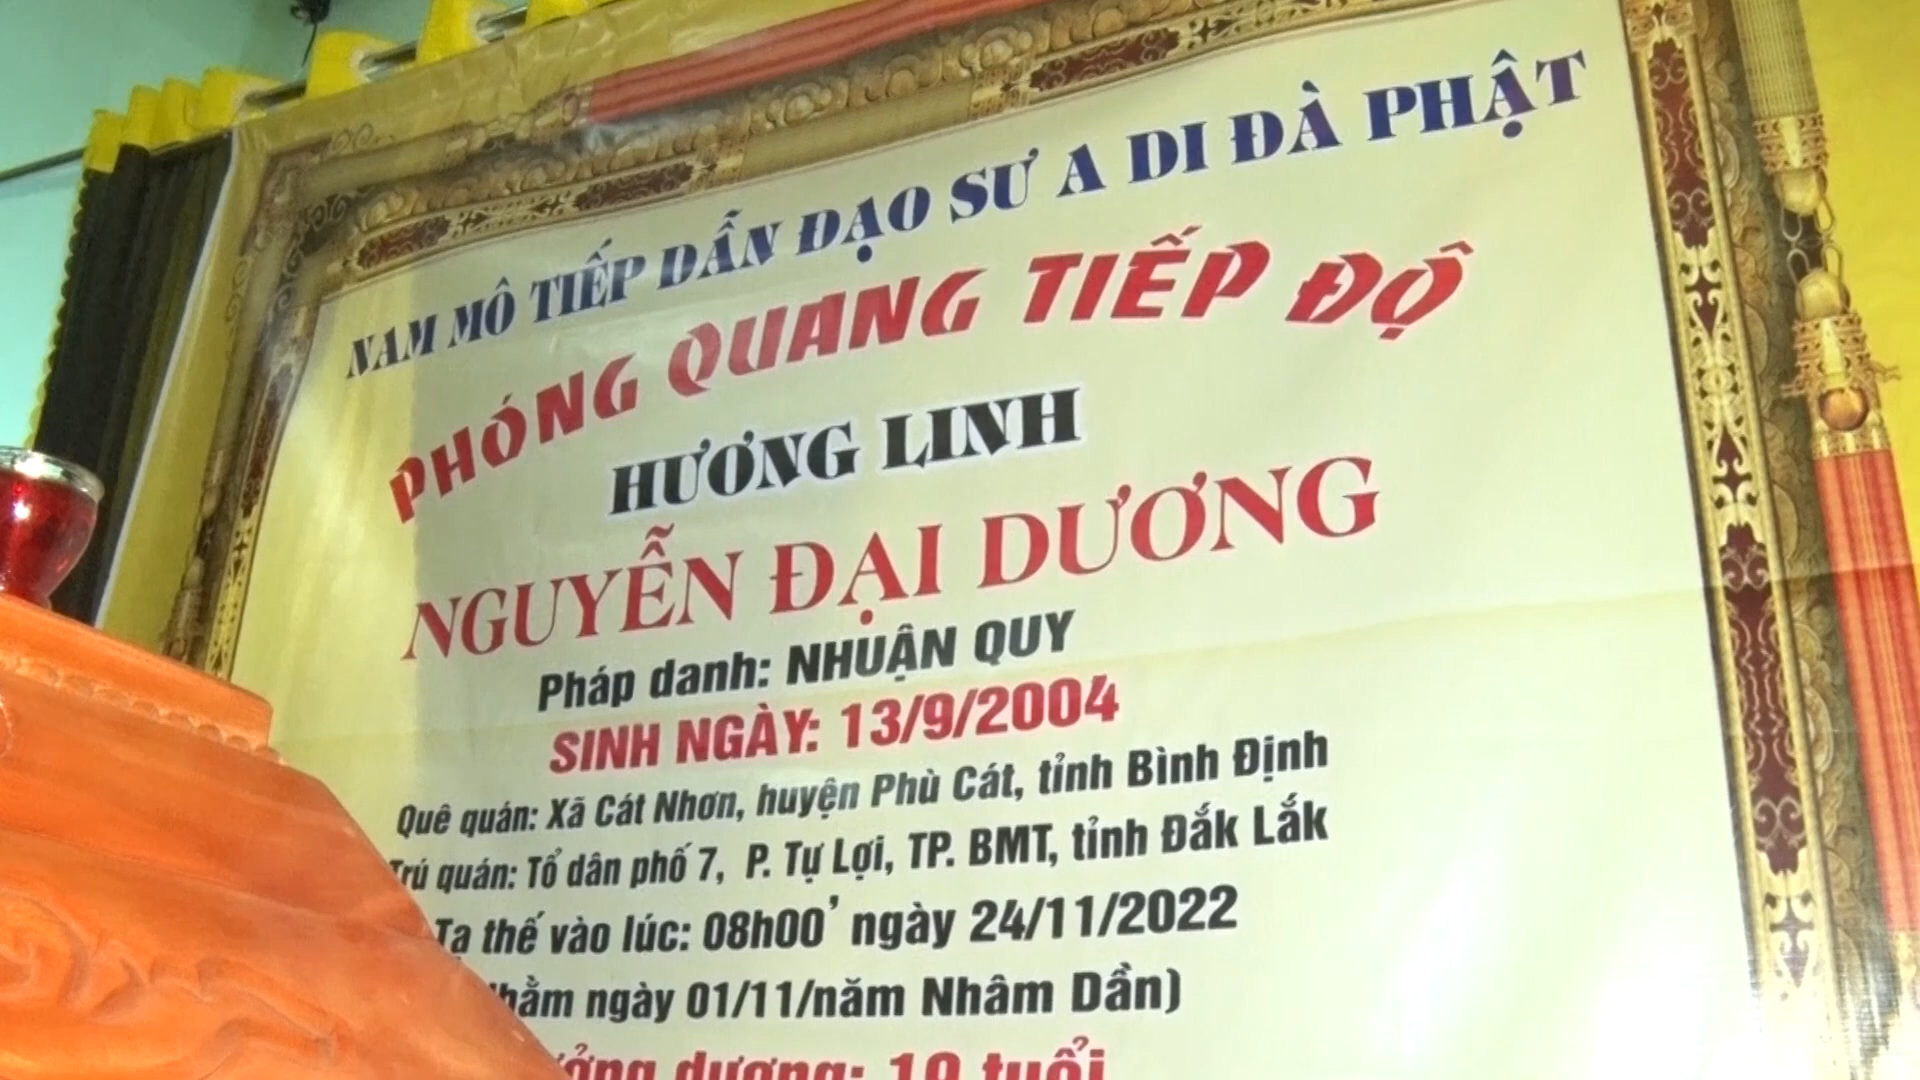 NAM MÔ TIẾP DẪN ĐẠO SƯ A DI ĐÀ PHẬT
PHÓNG QUANG TIẾP ĐỘ
HƯƠNG LINH
NGUYỄN ĐẠI DƯƠNG
Pháp danh: NHUẬN QUY
SINH NGÀY: 13/9/2004
Quê quán: Xã Cát Nhơn, huyện Phù Cát, tỉnh Bình Định
Trú quán: Tổ dân phố 7, P. Tự Lợi, TP. BMT, tỉnh Đắk Lắk
Tạ thế vào lúc: 08h00' ngày 24/11/2022
ngày 01/11/năm Nhâm Dần)
dương: 19 tuổi